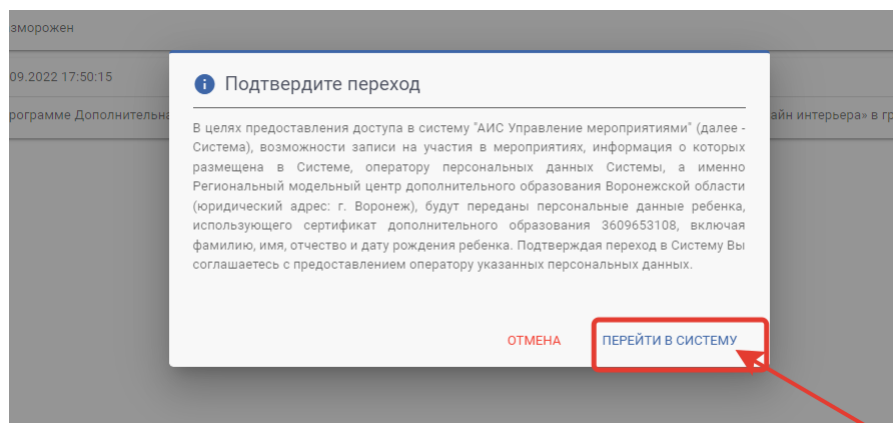 зморожен
09.2022 17:50:15
Подтвердите переход
рограмме Дополнительна
айн интерьера» в гр
В целях предоставления доступа в систему "АИС Управление мероприятиями" (далее -
Система), возможности записи на участия в мероприятиях, информация о которых
размещена в Системе, оператору персональных данных Системы, а именно
Региональный модельный центр дополнительного образования Воронежской области
(юридический адрес: г. Воронеж), будут переданы персональные данные ребенка,
использующего сертификат дополнительного образования 3609653108, включая
фамилию, имя, отчество и дату рождения ребенка. Подтверждая переход в Систему Вы
соглашаетесь с предоставлением оператору указанных персональных данных.
ОТМЕНА ПЕРЕЙТИ В СИСТЕМУ